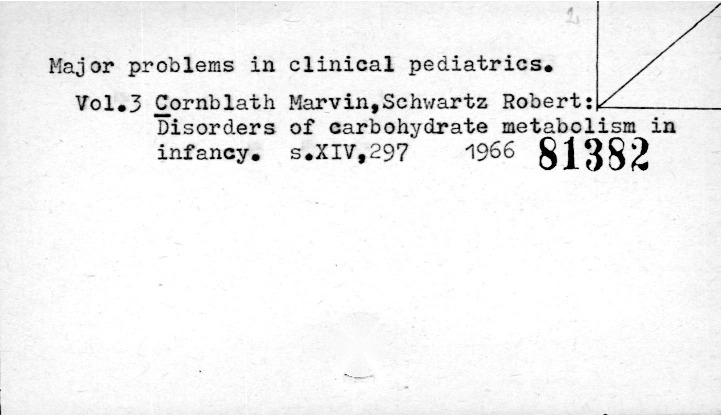 2
Major problems in clinical pediatrics.
Vol.3 Cornblath Marvin,Schwartz Robert:
Disorders of carbohydrate metabolism in
infancy. s.XIV,297 1966 81382